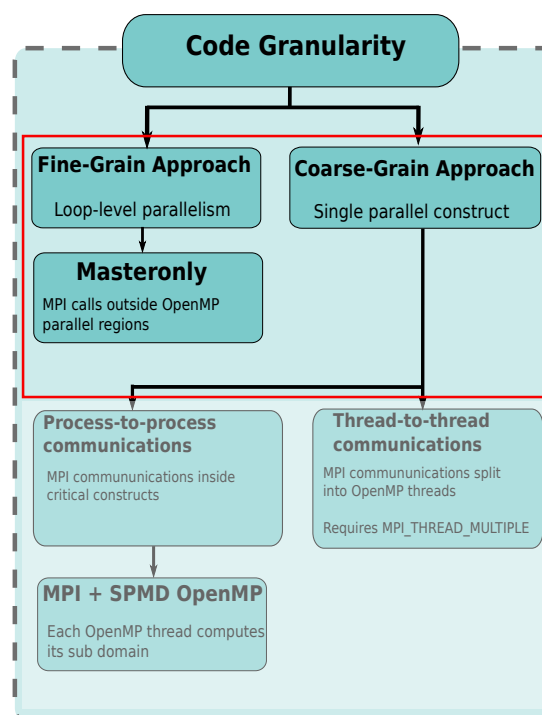 Code Granularity
Fine-Grain Approach
Loop-level parallelism
Coarse-Grain Approach
Single parallel construct
Masteronly
MPI calls outside OpenMP
parallel regions
Process-to-process
communications
MPI commununications inside
critical constructs
Thread-to-thread
communications
MPI commununications split
into OpenMP threads
Requires MPI_THREAD_MULTIPLE
MPI + SPMD OpenMP
Each OpenMP thread computes
its sub domain